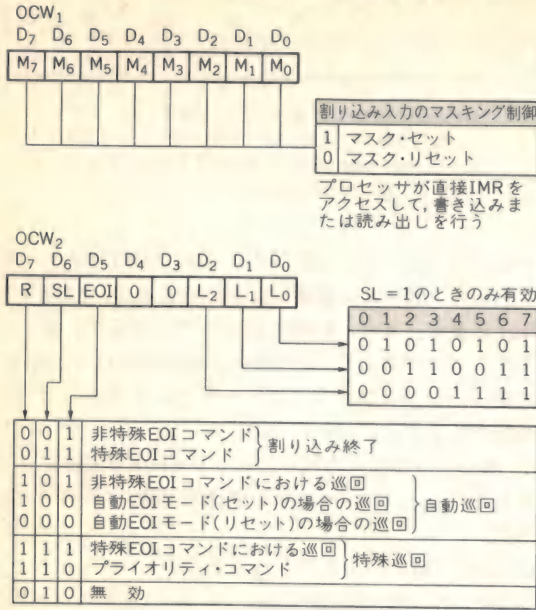 OCW1
D7 D6 D5 D4 D3 D2 D1 D0
M7 M6 M5 M4 M3 M2 M1 M0
割り込み入力のマスキング制御
1 マスク・セット
0 マスク・リセット
プロセッサが直接IMRを
アクセスして,書き込みま
たは読み出しを行う
OCW2
D7 D6 D5 D4 D3 D2 D1 D0
R SL EOI 0 0 L2 L1 L0
SL=1のときのみ有効
0 1 2 3 4 5 6 7
0 1 0 1 0 1 0 1
0 0 1 1 0 0 1 1
0 0 0 0 1 1 1 1
0 0 1 非特殊EOIコマンド
0 1 1 特殊EOIコマンド
割り込み終了
1 0 1 非特殊EOIコマンドにおける巡回
1 0 0 自動EOIモード(セット)の場合の巡回
0 0 0 自動EOIモード(リセット)の場合の巡回
自動巡回
1 1 1 特殊EOIコマンドにおける巡回
1 1 0 プライオリティ・コマンド
特殊巡回
0 1 0 無 効